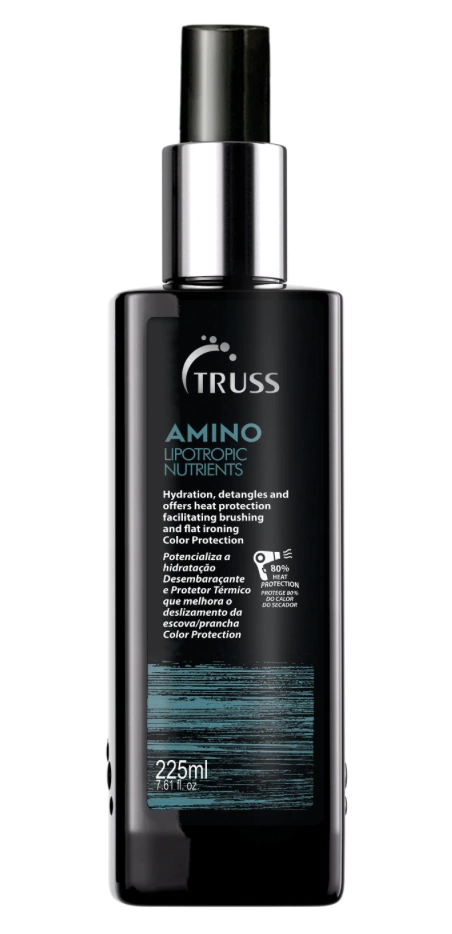 TRUSS
AMINO
LIPOTROPIC
NUTRIENTS
Hydration, detangles and
offers heat protection
facilitating brushing
and flat ironing
Color Protection
Potencializa a
hidratação
Desembaraçante
e Protetor Térmico
que melhora o
deslizamento da
escova/prancha
Color Protection
80%
HEAT
PROTECTION
PROTEGE 80%
DO CALOR
DO SECADOR
225ml
7.61 fl. oz.